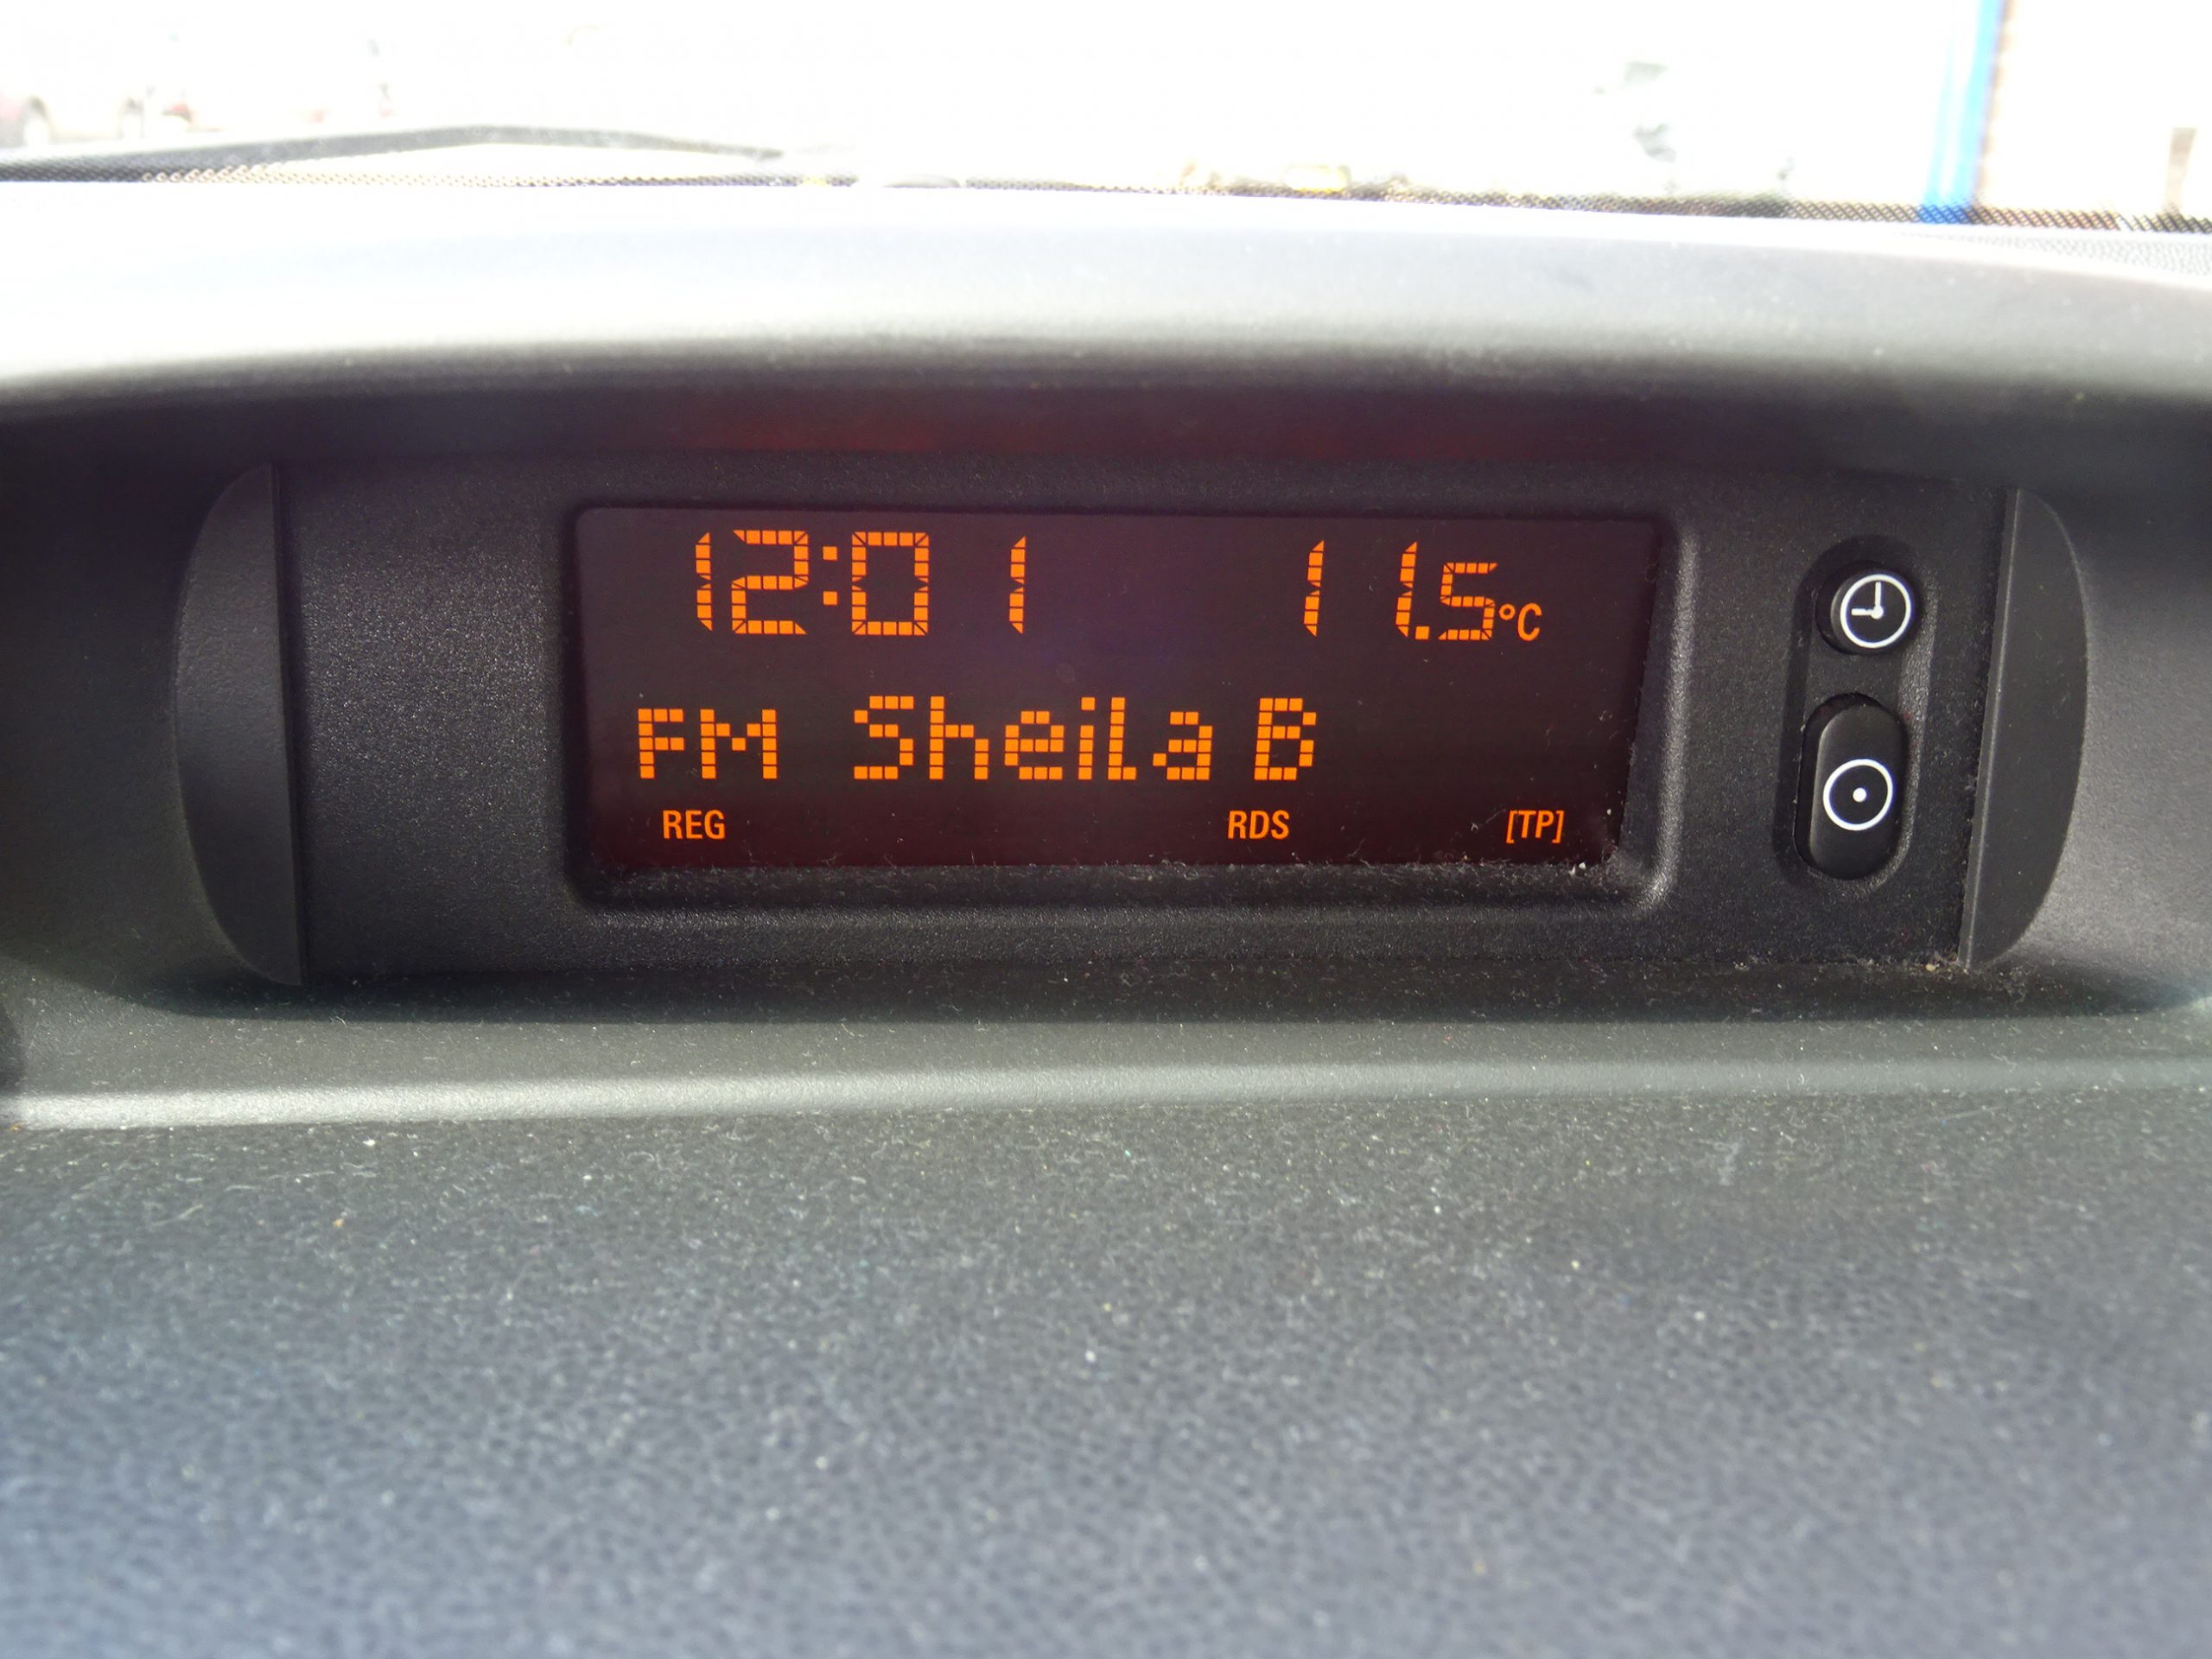 12:01 11.5°C
FM Sheila B
REG RDS [TP]